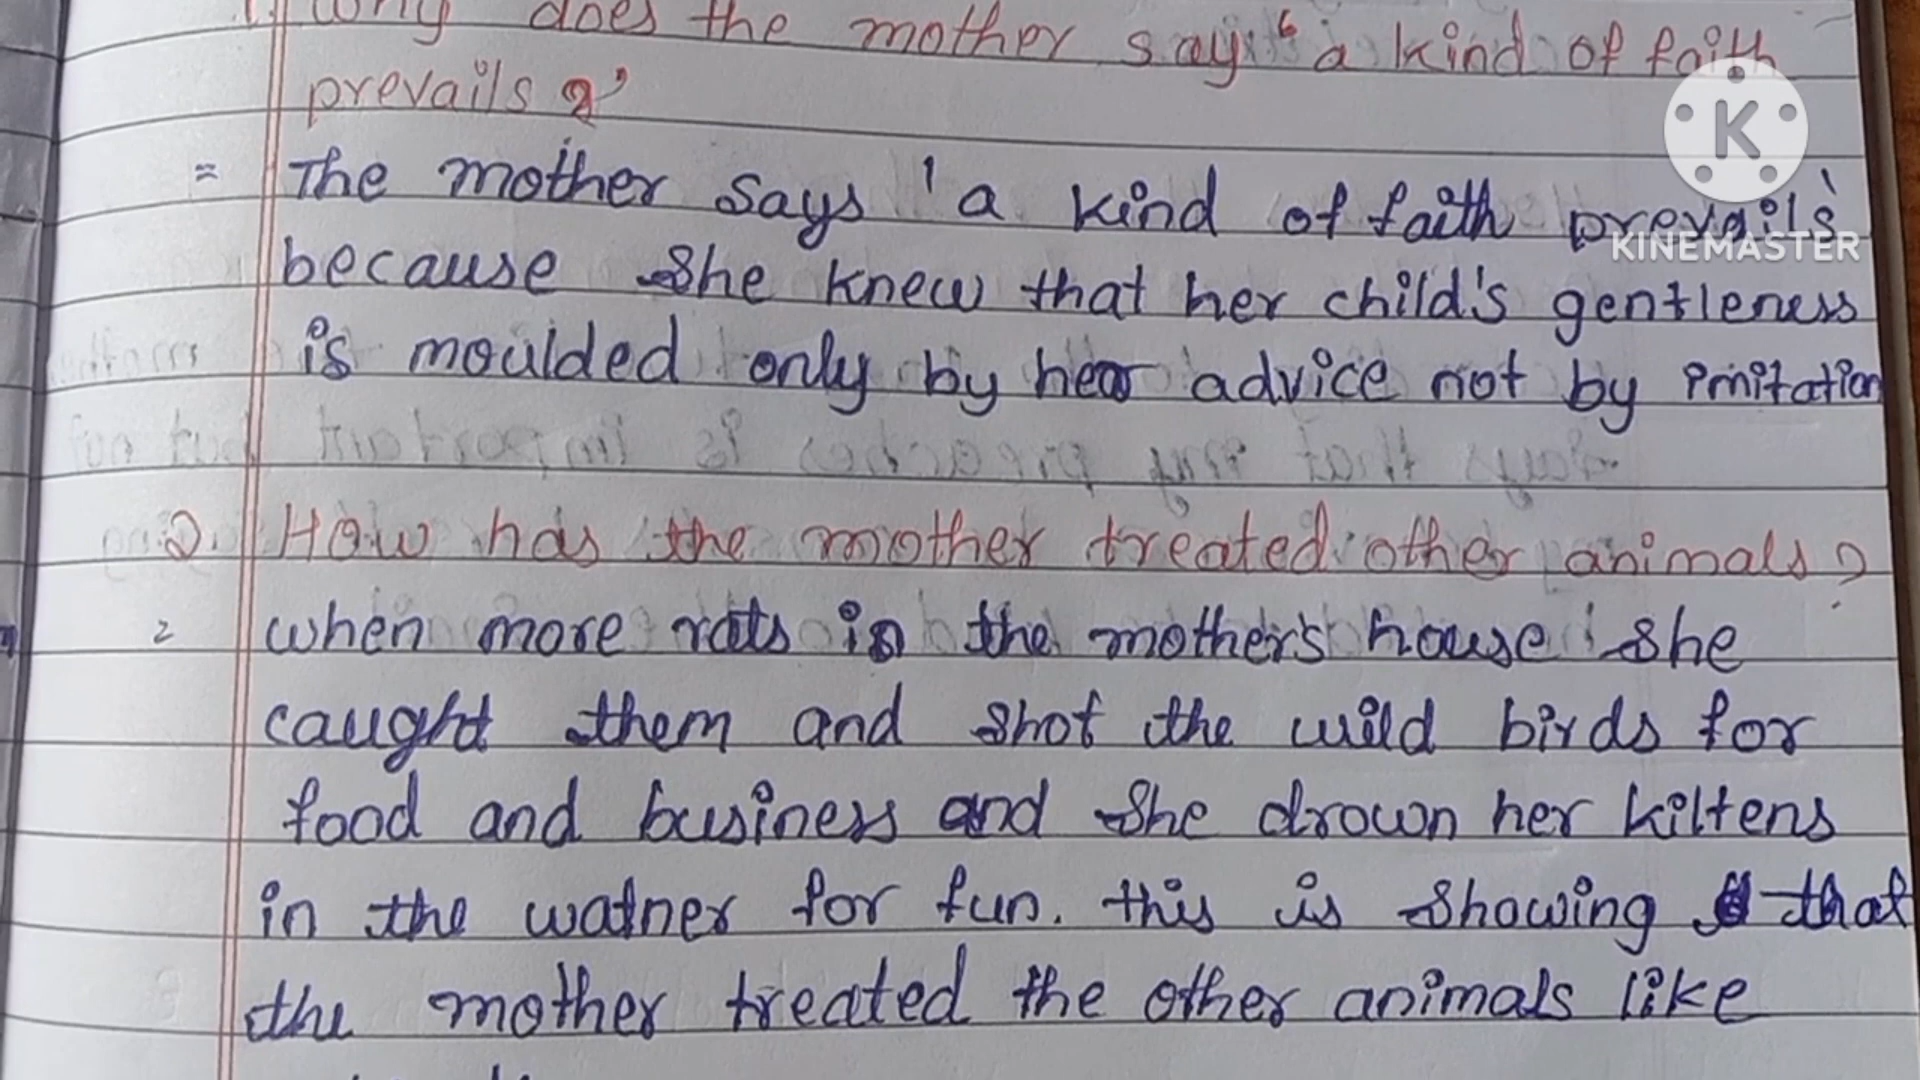 1. Why does the mother say 'a kind of faith
prevails ?'
= The mother says 'a kind of faith prevails'
because she knew that her child's gentleness
is moulded only by her advice not by imitation
2. How has the mother treated other animals?
= when more rats in the mother's house she
caught them and shot the wild birds for
food and business and she drown her kittens
in the watner for fun. this is showing that
the mother treated the other animals like
K
KINEMASTER